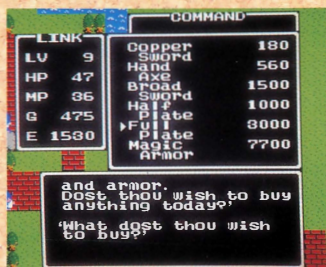 COMMAND
LINK
LV 9
HP 47
MP 36
G 475
E 1530
Copper 180
Sword
Hand 560
Axe
Broad 1500
Sword
Half 1000
Plate
▶Full 3000
Plate
Magic 7700
Armor
and armor.
Dost thou wish to buy
anything today?’
‘What dost thou wish
to buy?’